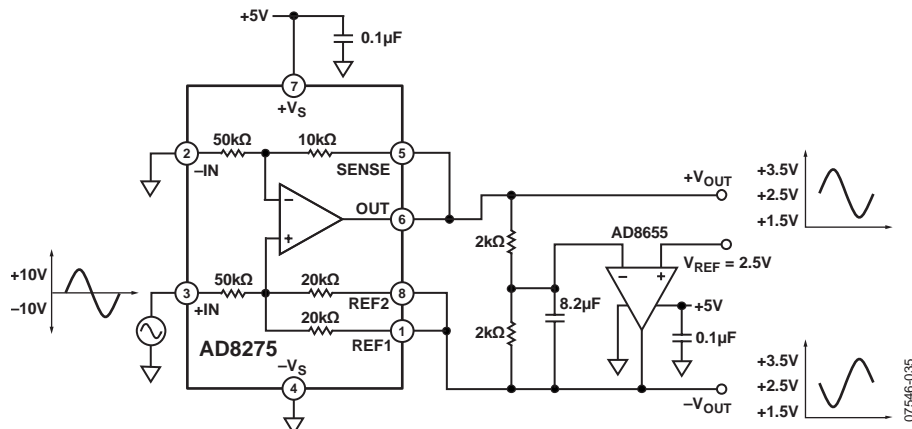 +5V
0.1µF
7
+VS
50kΩ
10kΩ
2
5
–IN
SENSE
+3.5V
+2.5V
+1.5V
+VOUT
–
OUT
6
+
2kΩ
AD8655
–
+
VREF = 2.5V
+10V
–10V
50kΩ
20kΩ
3
8
+IN
REF2
8.2µF
+5V
20kΩ
2kΩ
1
REF1
0.1µF
AD8275
–VS
4
–VOUT
+3.5V
+2.5V
+1.5V
07546-035